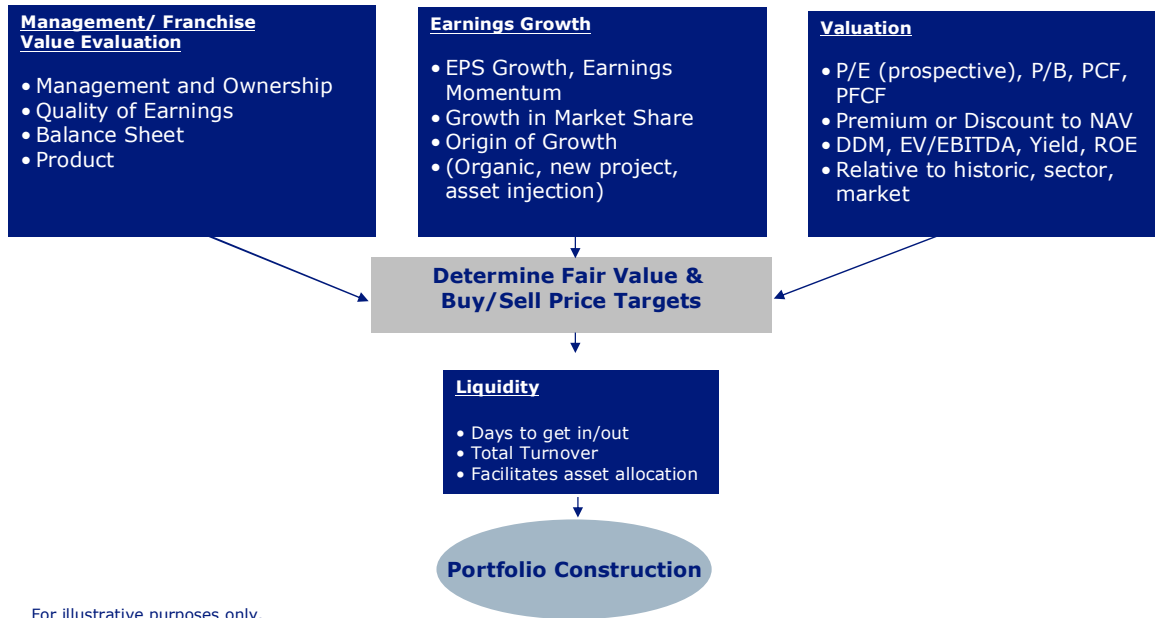 Management/ Franchise
Value Evaluation
• Management and Ownership
• Quality of Earnings
• Balance Sheet
• Product
Earnings Growth
• EPS Growth, Earnings
Momentum
• Growth in Market Share
• Origin of Growth
• (Organic, new project,
asset injection)
Valuation
• P/E (prospective), P/B, PCF,
PFCF
• Premium or Discount to NAV
• DDM, EV/EBITDA, Yield, ROE
• Relative to historic, sector,
market
Determine Fair Value &
Buy/Sell Price Targets
Liquidity
• Days to get in/out
• Total Turnover
• Facilitates asset allocation
Portfolio Construction
For illustrative purposes only.